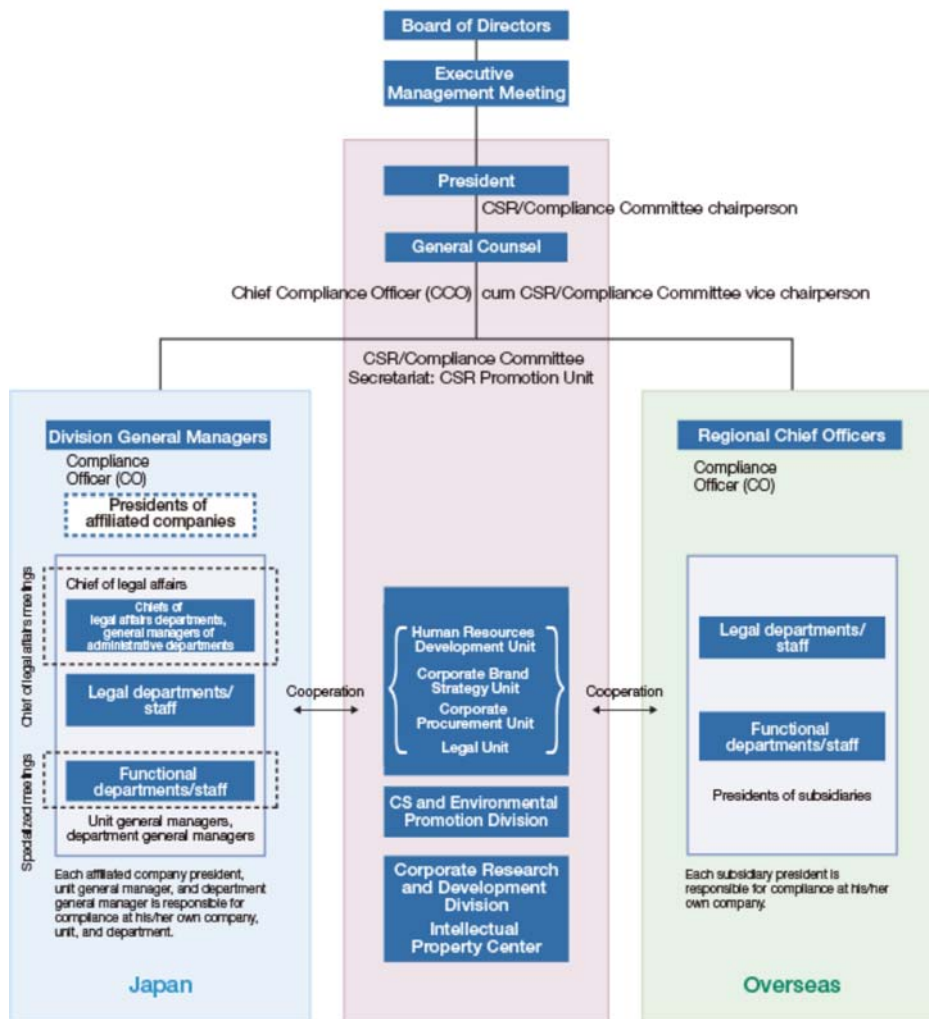 Board of Directors
Executive
Management Meeting
President
CSR/Compliance Committee chairperson
General Counsel
Chief Compliance Officer (CCO) cum CSR/Compliance Committee vice chairperson
CSR/Compliance Committee
Secretariat: CSR Promotion Unit
Division General Managers
Compliance
Officer (CO)
Presidents of
affiliated companies
Chief of legal affairs meetings
Chief of legal affairs
Chiefs of
legal affairs departments,
general managers of
administrative departments
Legal departments/
staff
Specialized meetings
Functional
departments/staff
Unit general managers,
department general managers
Each affiliated company president,
unit general manager, and department
general manager is responsible for
compliance at his/her own company,
unit, and department.
Japan
Cooperation
Human Resources
Development Unit
Corporate Brand
Strategy Unit
Corporate
Procurement Unit
Legal Unit
CS and Environmental
Promotion Division
Corporate Research
and Development
Division
Intellectual
Property Center
Cooperation
Regional Chief Officers
Compliance
Officer (CO)
Legal departments/
staff
Functional
departments/staff
Presidents of subsidiaries
Each subsidiary president is
responsible for compliance at his/her
own company.
Overseas